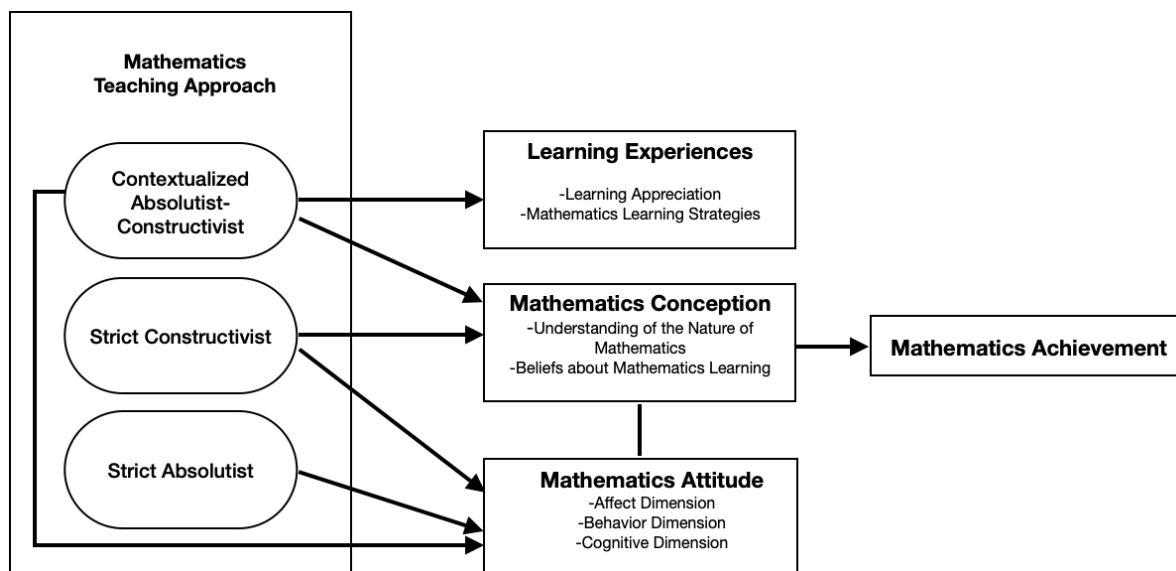 Mathematics
Teaching Approach
Contextualized
Absolutist-
Constructivist
Strict Constructivist
Strict Absolutist
Learning Experiences
-Learning Appreciation
-Mathematics Learning Strategies
Mathematics Conception
-Understanding of the Nature of
Mathematics
-Beliefs about Mathematics Learning
Mathematics Attitude
-Affect Dimension
-Behavior Dimension
-Cognitive Dimension
Mathematics Achievement